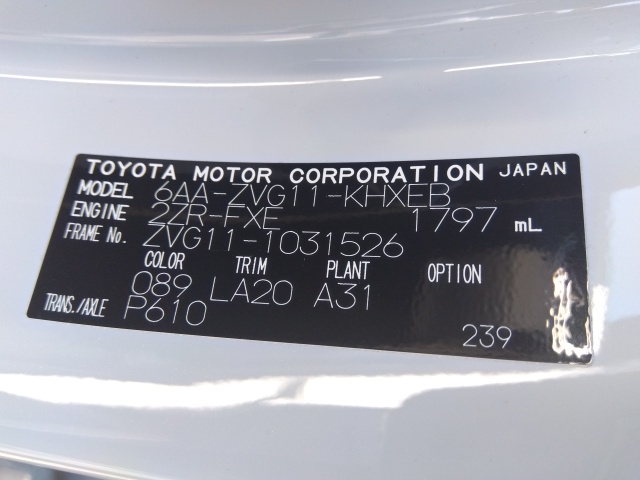 TOYOTA MOTOR CORPORATION JAPAN
MODEL 6AA-ZVG11-KHXEB
ENGINE 2ZR-FXE 1797 mL
FRAME No. ZVG11-1031526
COLOR TRIM PLANT OPTION
089 LA20 A31
TRANS./AXLE P610
239